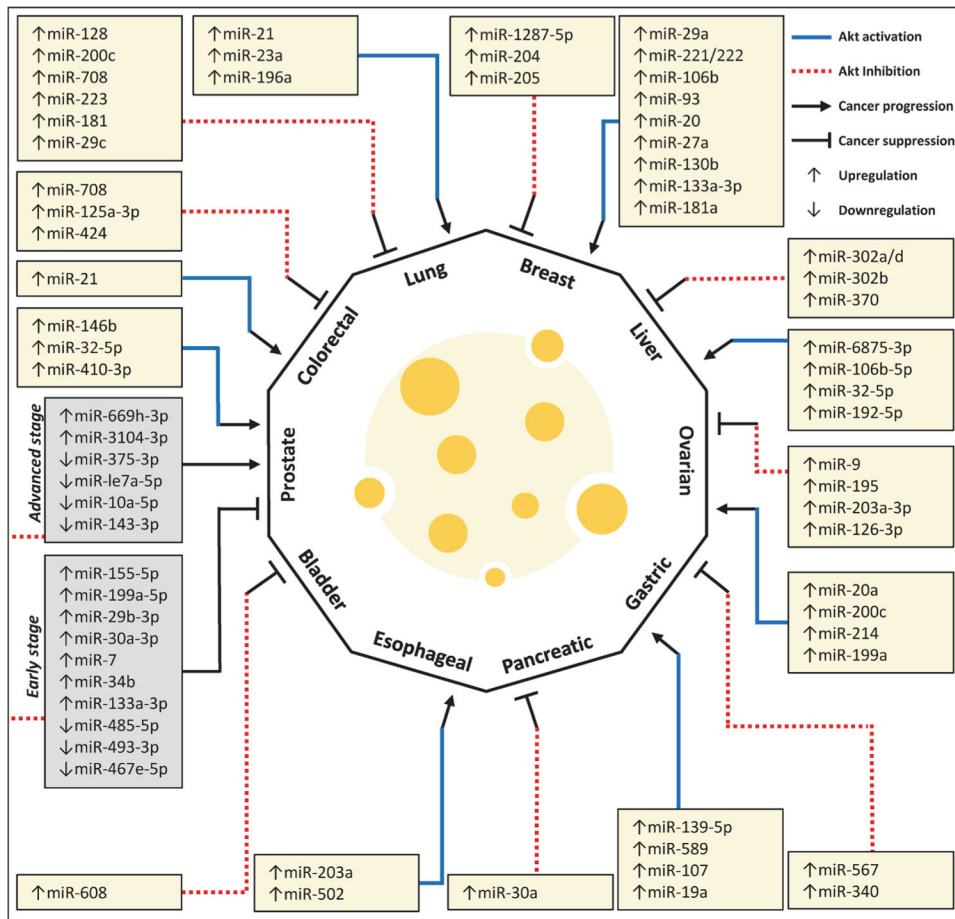 ↑miR-128
↑miR-200c
↑miR-708
↑miR-223
↑miR-181
↑miR-29c
↑miR-21
↑miR-23a
↑miR-196a
↑miR-1287-5p
↑miR-204
↑miR-205
↑miR-29a
↑miR-221/222
↑miR-106b
↑miR-93
↑miR-20
↑miR-27a
↑miR-130b
↑miR-133a-3p
↑miR-181a
Akt activation
Akt Inhibition
Cancer progression
Cancer suppression
↑ Upregulation
↓ Downregulation
↑miR-708
↑miR-125a-3p
↑miR-424
↑miR-21
↑miR-146b
↑miR-32-5p
↑miR-410-3p
Advanced stage
↑miR-669h-3p
↑miR-3104-3p
↓miR-375-3p
↓miR-le7a-5p
↓miR-10a-5p
↓miR-143-3p
Early stage
↑miR-155-5p
↑miR-199a-5p
↑miR-29b-3p
↑miR-30a-3p
↑miR-7
↑miR-34b
↑miR-133a-3p
↓miR-485-5p
↓miR-493-3p
↓miR-467e-5p
Lung
Breast
Liver
Ovarian
Gastric
Pancreatic
Esophageal
Bladder
Prostate
Colorectal
↑miR-302a/d
↑miR-302b
↑miR-370
↑miR-6875-3p
↑miR-106b-5p
↑miR-32-5p
↑miR-192-5p
↑miR-9
↑miR-195
↑miR-203a-3p
↑miR-126-3p
↑miR-20a
↑miR-200c
↑miR-214
↑miR-199a
↑miR-608
↑miR-203a
↑miR-502
↑miR-30a
↑miR-139-5p
↑miR-589
↑miR-107
↑miR-19a
↑miR-567
↑miR-340